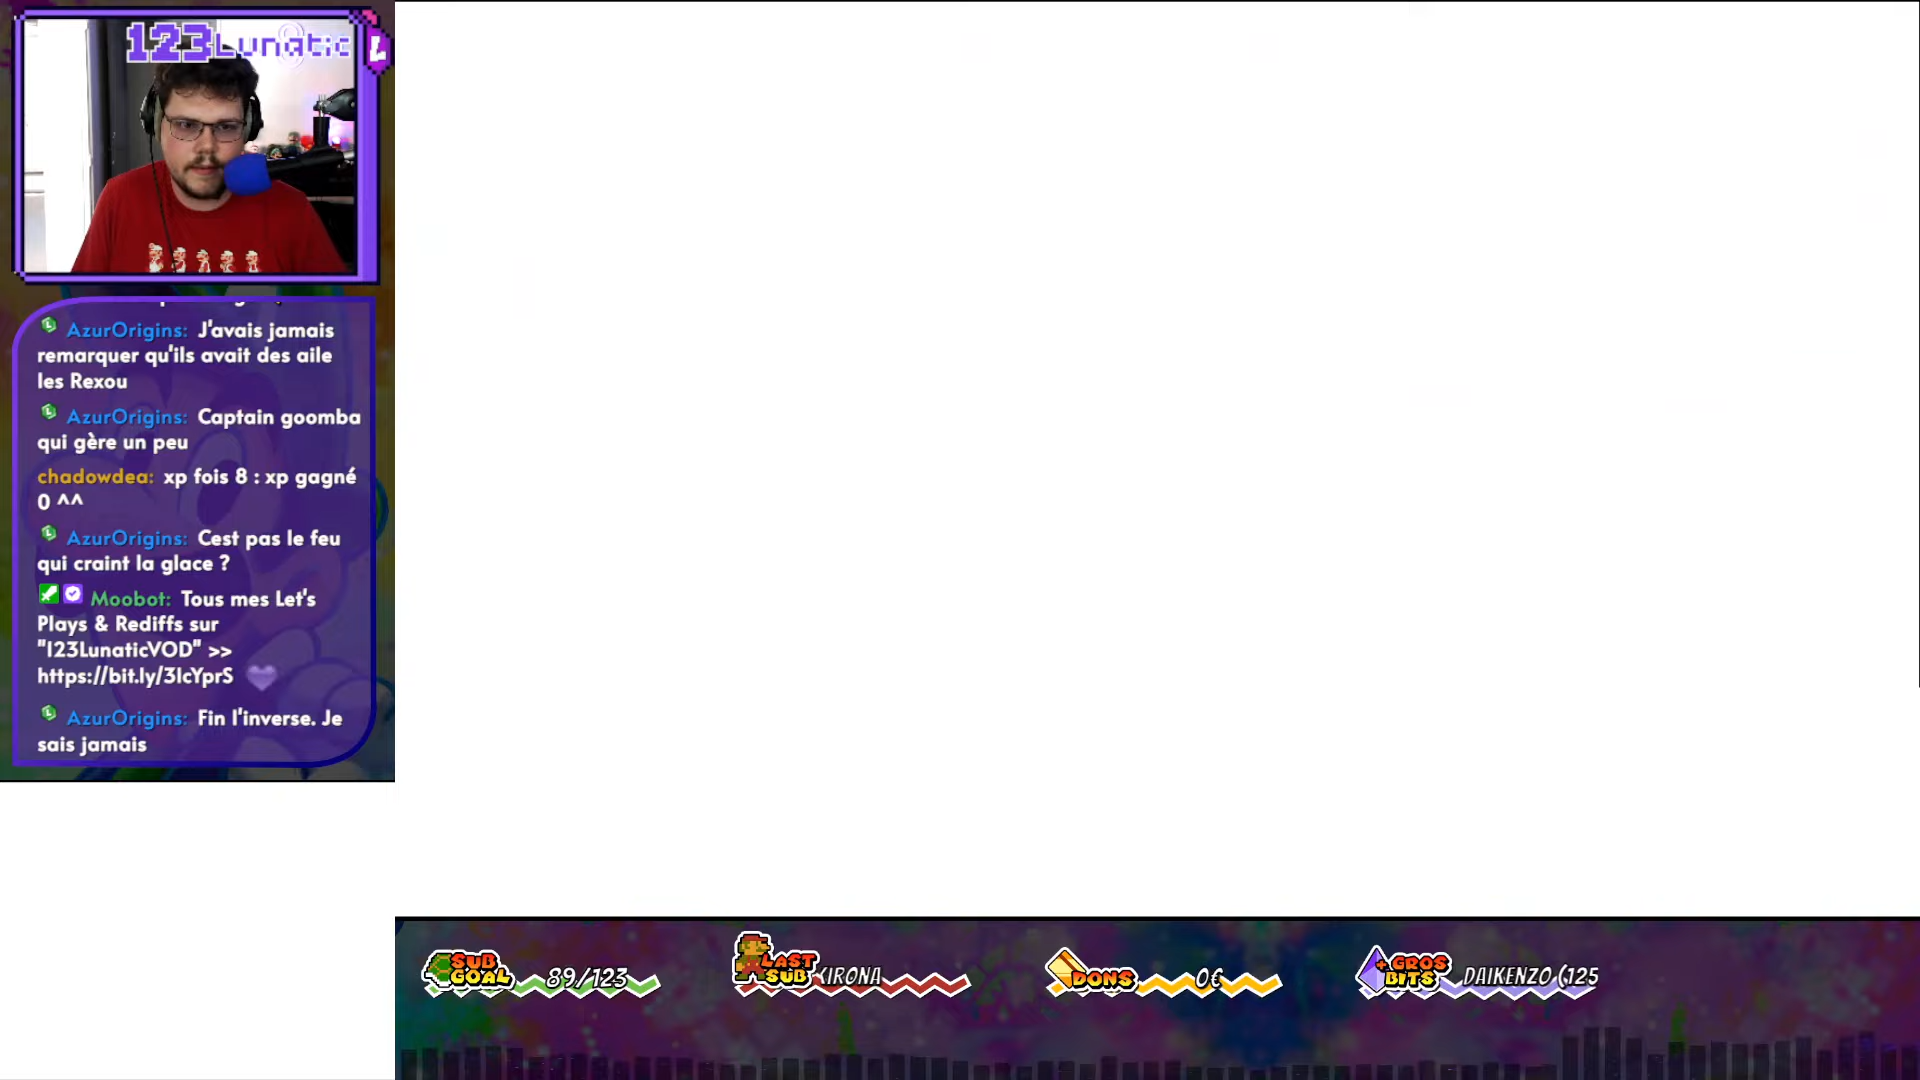 123Lunatic
L
AzurOrigins: J'avais jamais
remarquer qu'ils avait des aile
les Rexou
AzurOrigins: Captain goomba
qui gère un peu
chadowdea: xp fois 8 : xp gagné
0 ^^
AzurOrigins: Cest pas le feu
qui craint la glace ?
Moobot: Tous mes Let's
Plays & Rediffs sur
"123LunaticVOD" >>
https://bit.ly/3IcYprS
AzurOrigins: Fin l'inverse. Je
sais jamais
SUB GOAL 89/123
LAST SUB KIRONA
DONS 0€
+ GROS BITS DAIKENZO (125